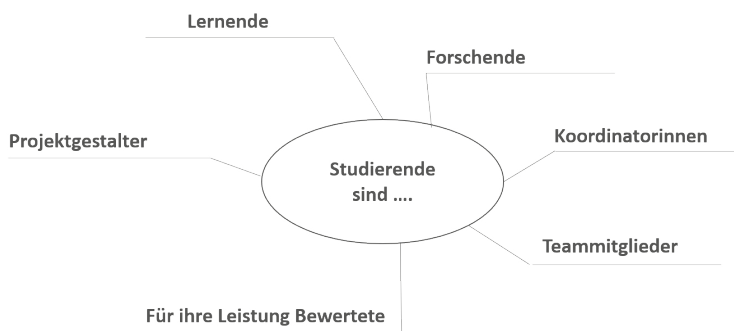 Lernende
Forschende
Projektgestalter
Koordinatorinnen
Studierende
sind ....
Teammitglieder
Für ihre Leistung Bewertete